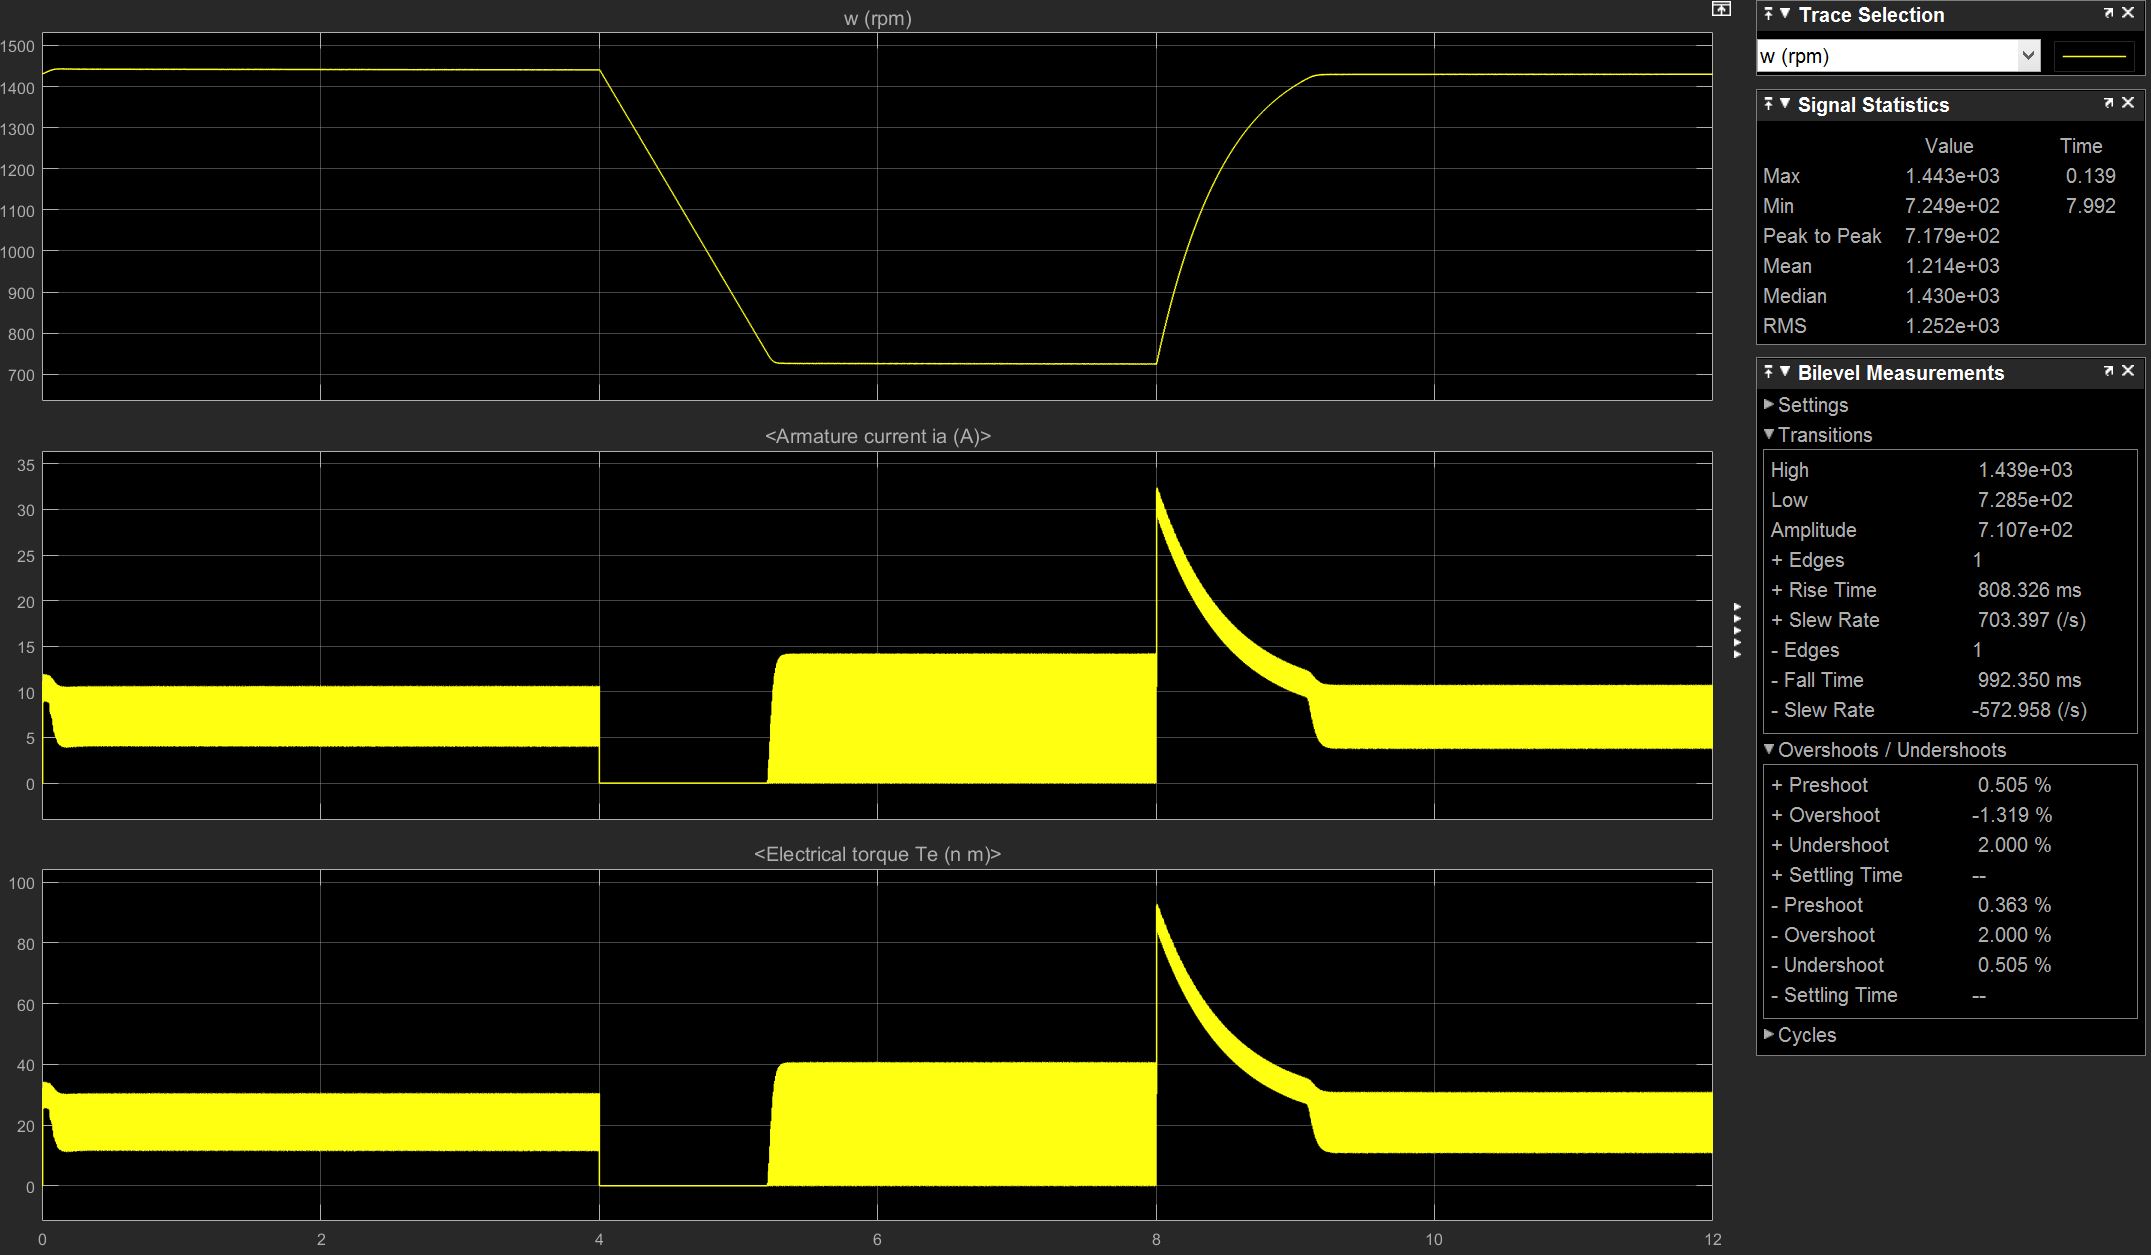 w (rpm)
1500
1400
1300
1200
1100
1000
900
800
700
<Armature current ia (A)>
35
30
25
20
15
10
5
0
<Electrical torque Te (n m)>
100
80
60
40
20
0
0 2 4 6 8 10 12
Trace Selection
w (rpm)
Signal Statistics
Value Time
Max 1.443e+03 0.139
Min 7.249e+02 7.992
Peak to Peak 7.179e+02
Mean 1.214e+03
Median 1.430e+03
RMS 1.252e+03
Bilevel Measurements
Settings
Transitions
High 1.439e+03
Low 7.285e+02
Amplitude 7.107e+02
+ Edges 1
+ Rise Time 808.326 ms
+ Slew Rate 703.397 (/s)
- Edges 1
- Fall Time 992.350 ms
- Slew Rate -572.958 (/s)
Overshoots / Undershoots
+ Preshoot 0.505 %
+ Overshoot -1.319 %
+ Undershoot 2.000 %
+ Settling Time --
- Preshoot 0.363 %
- Overshoot 2.000 %
- Undershoot 0.505 %
- Settling Time --
Cycles